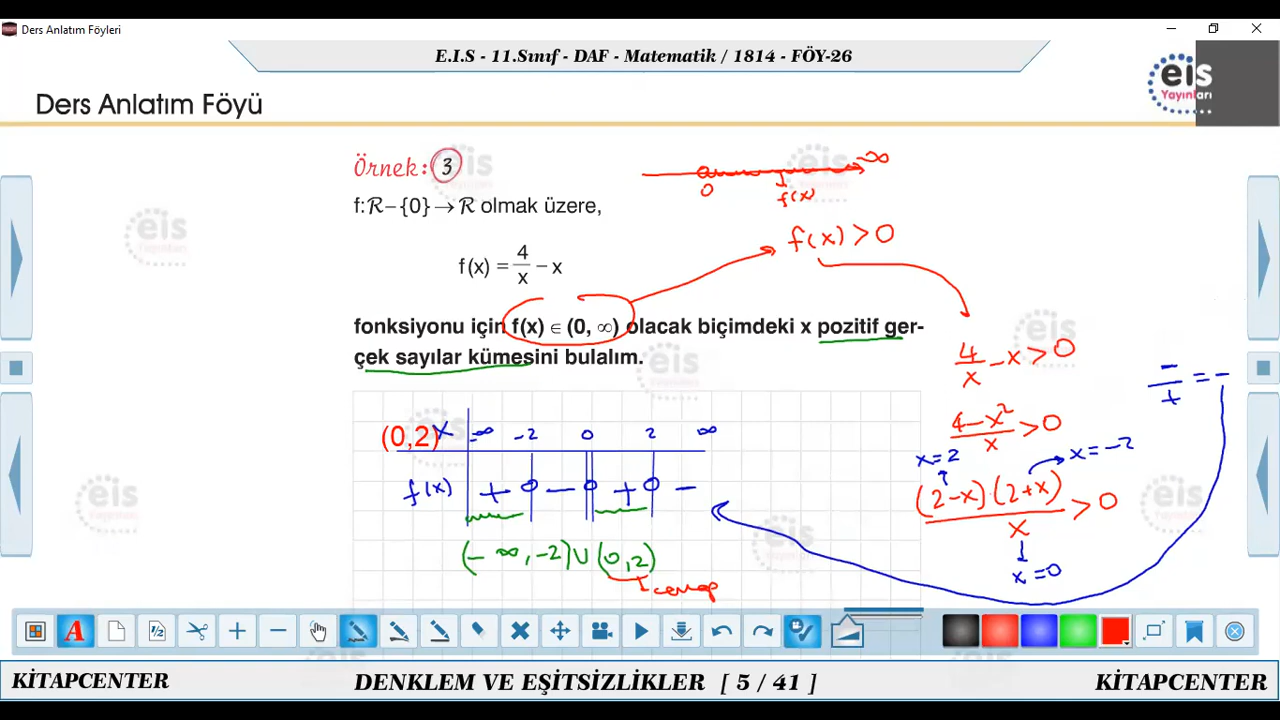 Ders Anlatım Föyleri
E.I.S - 11.Sınıf - DAF - Matematik / 1814 - FÖY-26
eis
Yayınları
Ders Anlatım Föyü
Örnek: 3
f:R–{0}→R olmak üzere,
f(x) = 4/x – x
fonksiyonu için f(x) ∈ (0, ∞) olacak biçimdeki x pozitif ger-
çek sayılar kümesini bulalım.
0 f(x) ∞
f(x) > 0
4/x - x > 0
(4 - x²)/x > 0
x = 2 x = -2
(2-x)(2+x)/x > 0
x = 0
-/+ = -
(0,2) x -∞ -2 0 2 ∞
f(x) + 0 - 0 + 0 -
(-∞, -2) ∪ (0, 2)
cevap
A
1/2
KİTAPCENTER
DENKLEM VE EŞİTSİZLİKLER [ 5 / 41 ]
KİTAPCENTER